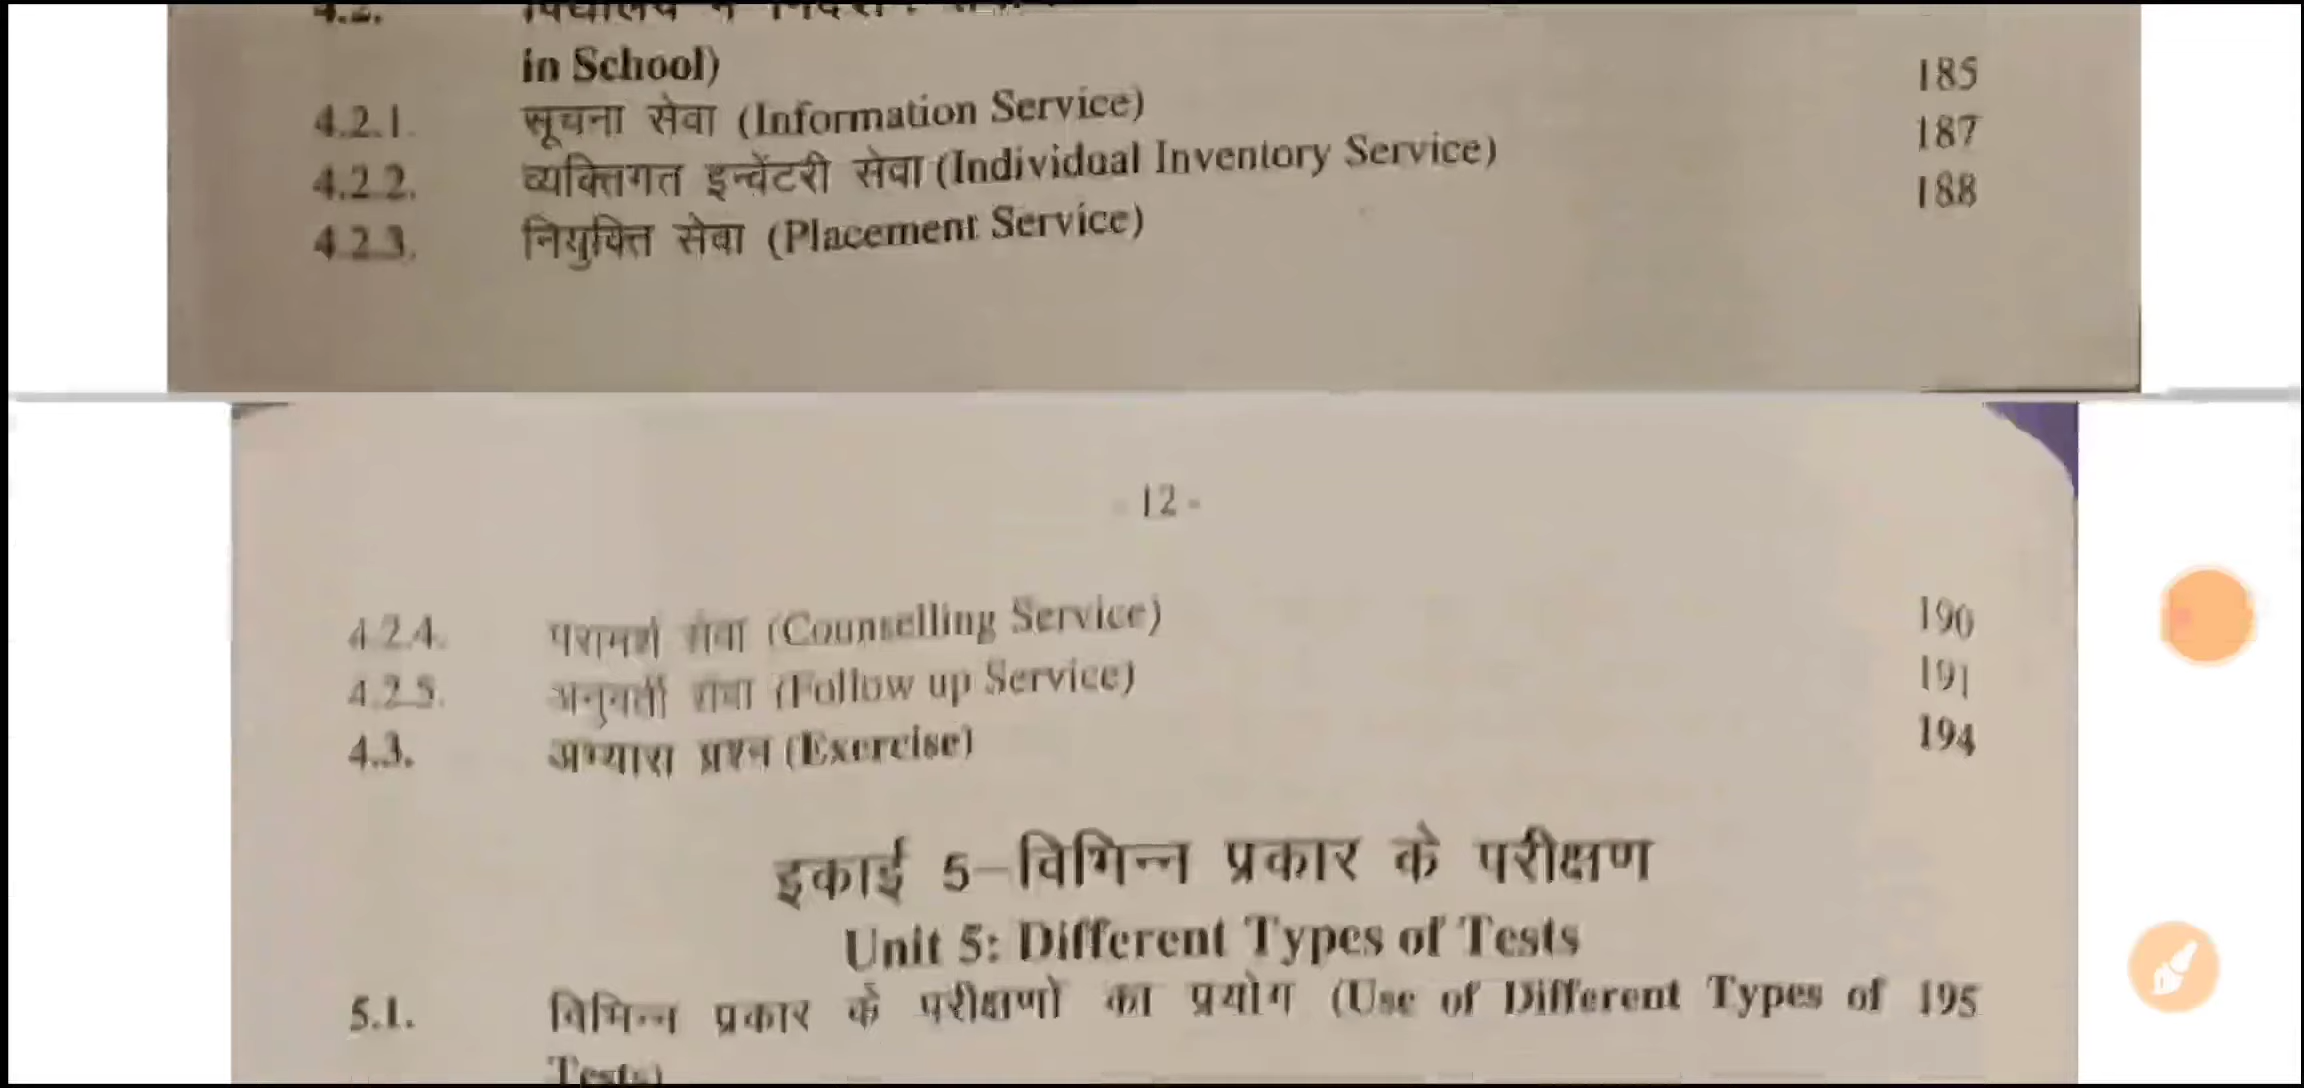 4.2.
in School)
185
4.2.1. सूचना सेवा (Information Service) 187
4.2.2. व्यक्तिगत इन्वेंटरी सेवा (Individual Inventory Service) 188
4.2.3. नियुक्ति सेवा (Placement Service)
- 12 -
4.2.4. परामर्श सेवा (Counselling Service) 190
4.2.5. अनुवर्ती सेवा (Follow up Service) 191
4.3. अभ्यास प्रश्न (Exercise) 194
इकाई 5–विभिन्न प्रकार के परीक्षण
Unit 5: Different Types of Tests
5.1. विभिन्न प्रकार के परीक्षणों का प्रयोग (Use of Different Types of 195
Tests)